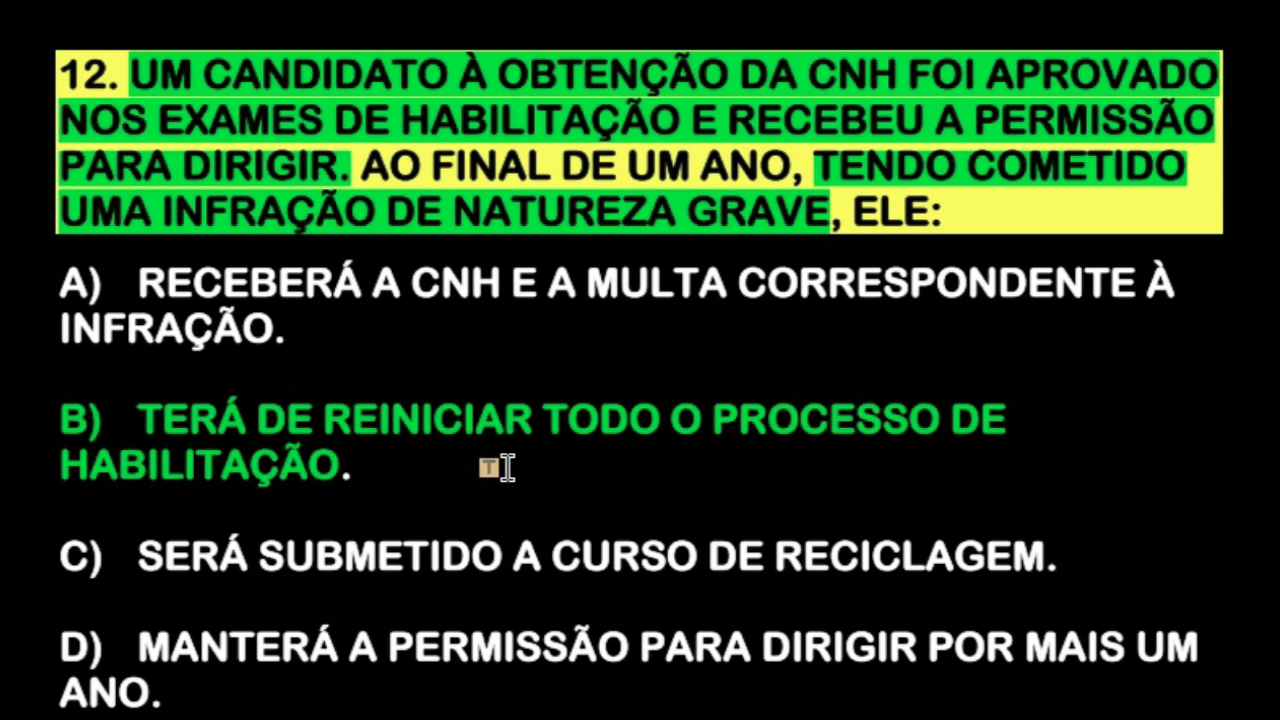 12. UM CANDIDATO À OBTENÇÃO DA CNH FOI APROVADO
NOS EXAMES DE HABILITAÇÃO E RECEBEU A PERMISSÃO
PARA DIRIGIR. AO FINAL DE UM ANO, TENDO COMETIDO
UMA INFRAÇÃO DE NATUREZA GRAVE, ELE:
A) RECEBERÁ A CNH E A MULTA CORRESPONDENTE À
INFRAÇÃO.
B) TERÁ DE REINICIAR TODO O PROCESSO DE
HABILITAÇÃO.
T
C) SERÁ SUBMETIDO A CURSO DE RECICLAGEM.
D) MANTERÁ A PERMISSÃO PARA DIRIGIR POR MAIS UM
ANO.